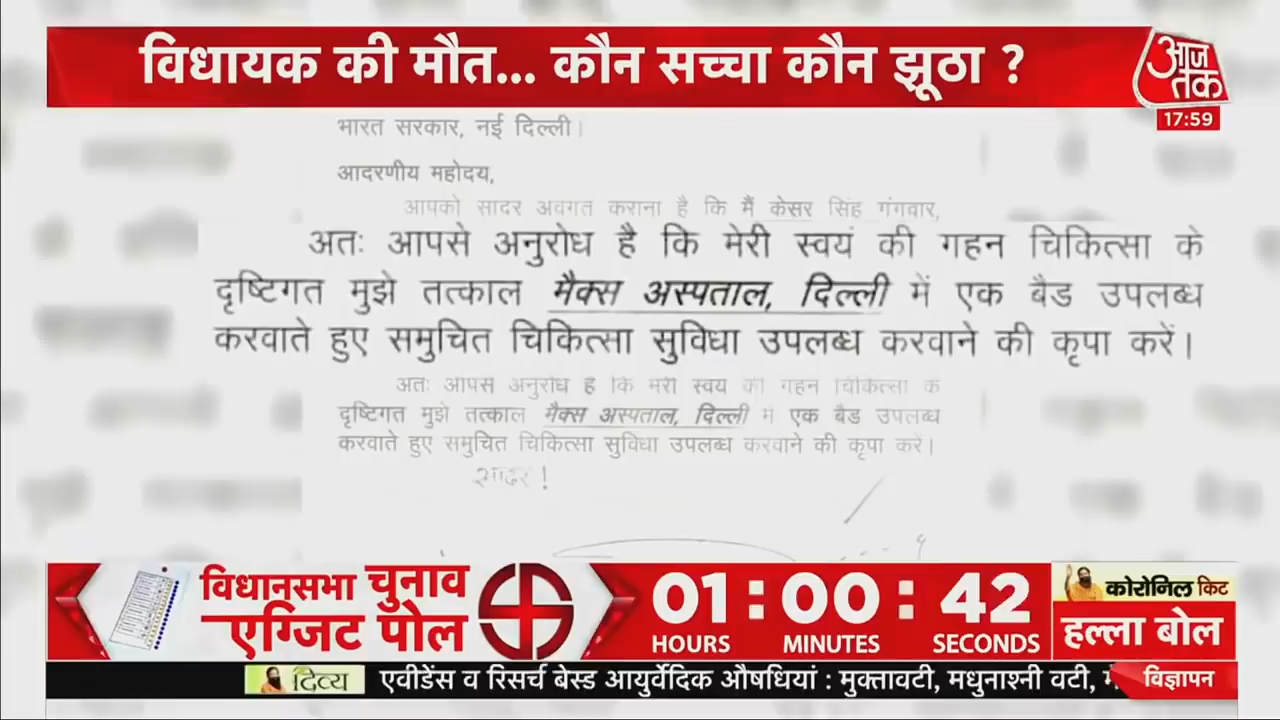 विधायक की मौत... कौन सच्चा कौन झूठा ?
आज तक
17:59
भारत सरकार, नई दिल्ली।
आदरणीय महोदय,
आपको सादर अवगत कराना है कि मैं केसर सिंह गंगवार,
अतः आपसे अनुरोध है कि मेरी स्वयं की गहन चिकित्सा के
दृष्टिगत मुझे तत्काल मैक्स अस्पताल, दिल्ली में एक बैड उपलब्ध
करवाते हुए समुचित चिकित्सा सुविधा उपलब्ध करवाने की कृपा करें।
अतः आपसे अनुरोध है कि मेरी स्वयं की गहन चिकित्सा के
दृष्टिगत मुझे तत्काल मैक्स अस्पताल, दिल्ली में एक बैड उपलब्ध
करवाते हुए समुचित चिकित्सा सुविधा उपलब्ध करवाने की कृपा करें।
सादर !
विधानसभा चुनाव
एग्जिट पोल
01 : 00 : 42
HOURS MINUTES SECONDS
कोरोनिल किट
हल्ला बोल
दिव्य एवीडेंस व रिसर्च बेस्ड आयुर्वेदिक औषधियां : मुक्तावटी, मधुनाश्नी वटी, विज्ञापन